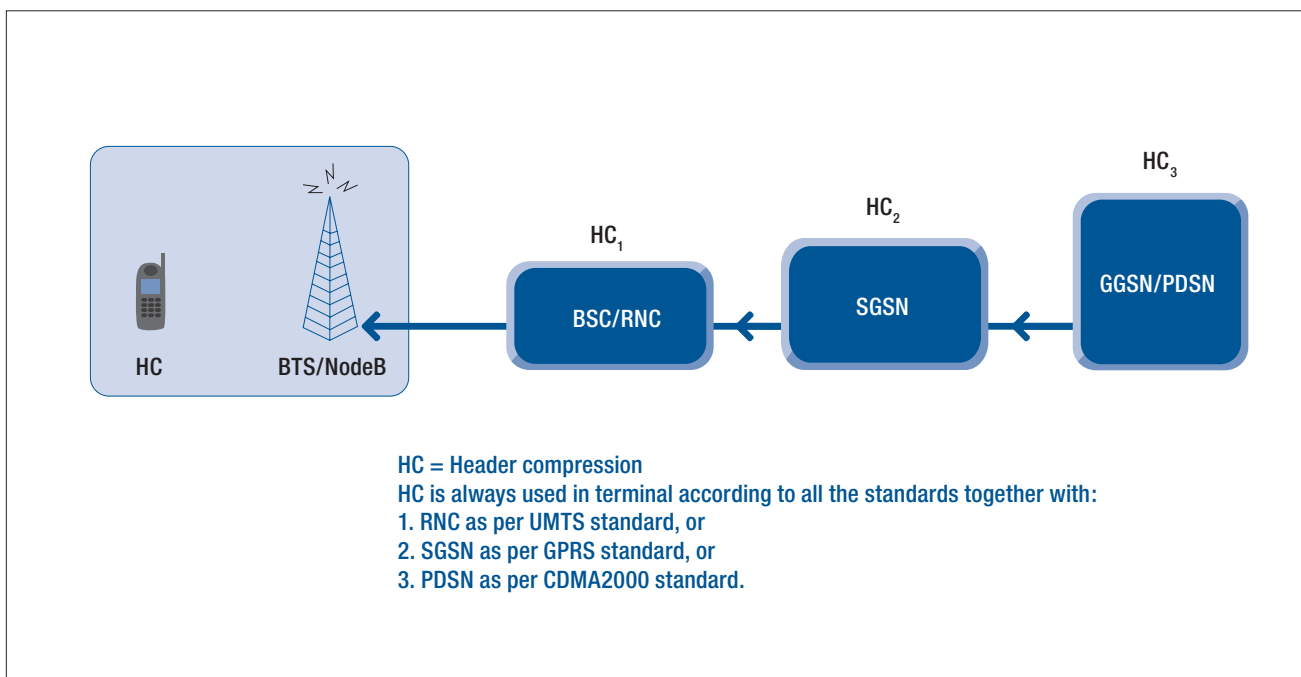 HC₃
HC₂
HC₁
GGSN/PDSN
SGSN
BSC/RNC
HC
BTS/NodeB
HC = Header compression
HC is always used in terminal according to all the standards together with:
1. RNC as per UMTS standard, or
2. SGSN as per GPRS standard, or
3. PDSN as per CDMA2000 standard.